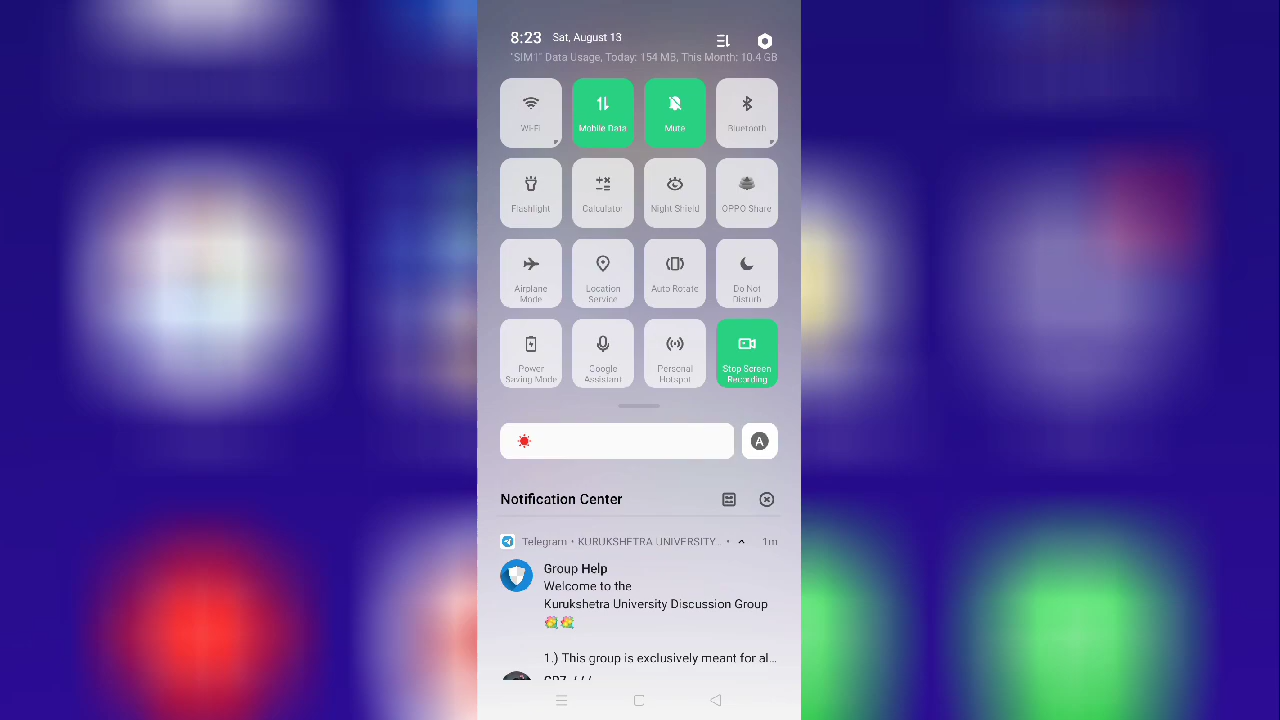 8:23 Sat, August 13
"SIM1" Data Usage, Today: 154 MB, This Month: 10.4 GB
Wi-Fi
Mobile Data
Mute
Bluetooth
Flashlight
Calculator
Night Shield
OPPO Share
Airplane
Mode
Location
Service
Auto Rotate
Do Not
Disturb
Power
Saving Mode
Google
Assistant
Personal
Hotspot
Stop Screen
Recording
A
Notification Center
Telegram • KURUKSHETRA UNIVERSITY... • 1m
Group Help
Welcome to the
Kurukshetra University Discussion Group
💐💐
1.) This group is exclusively meant for al...